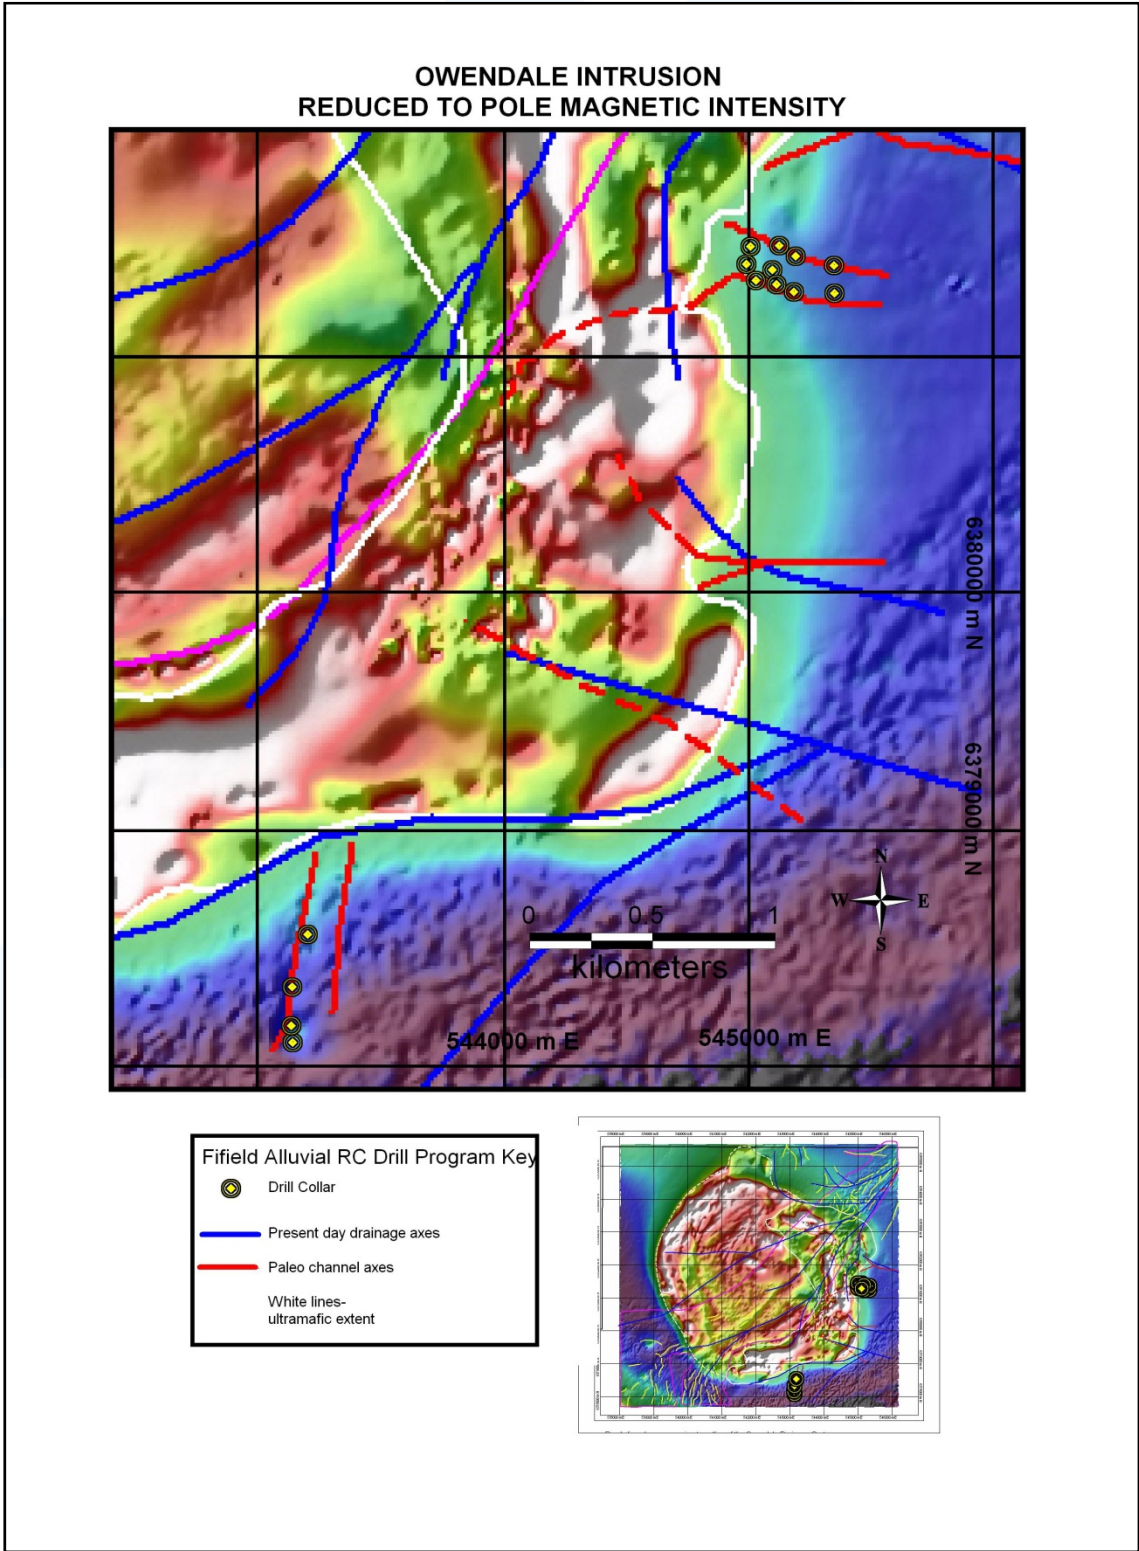 OWENDALE INTRUSION
REDUCED TO POLE MAGNETIC INTENSITY
6380000 m N
6379000 m N
N
W
E
S
0
0.5
1
kilometers
544000 m E
545000 m E
Fifield Alluvial RC Drill Program Key
Drill Collar
Present day drainage axes
Paleo channel axes
White lines-
ultramafic extent